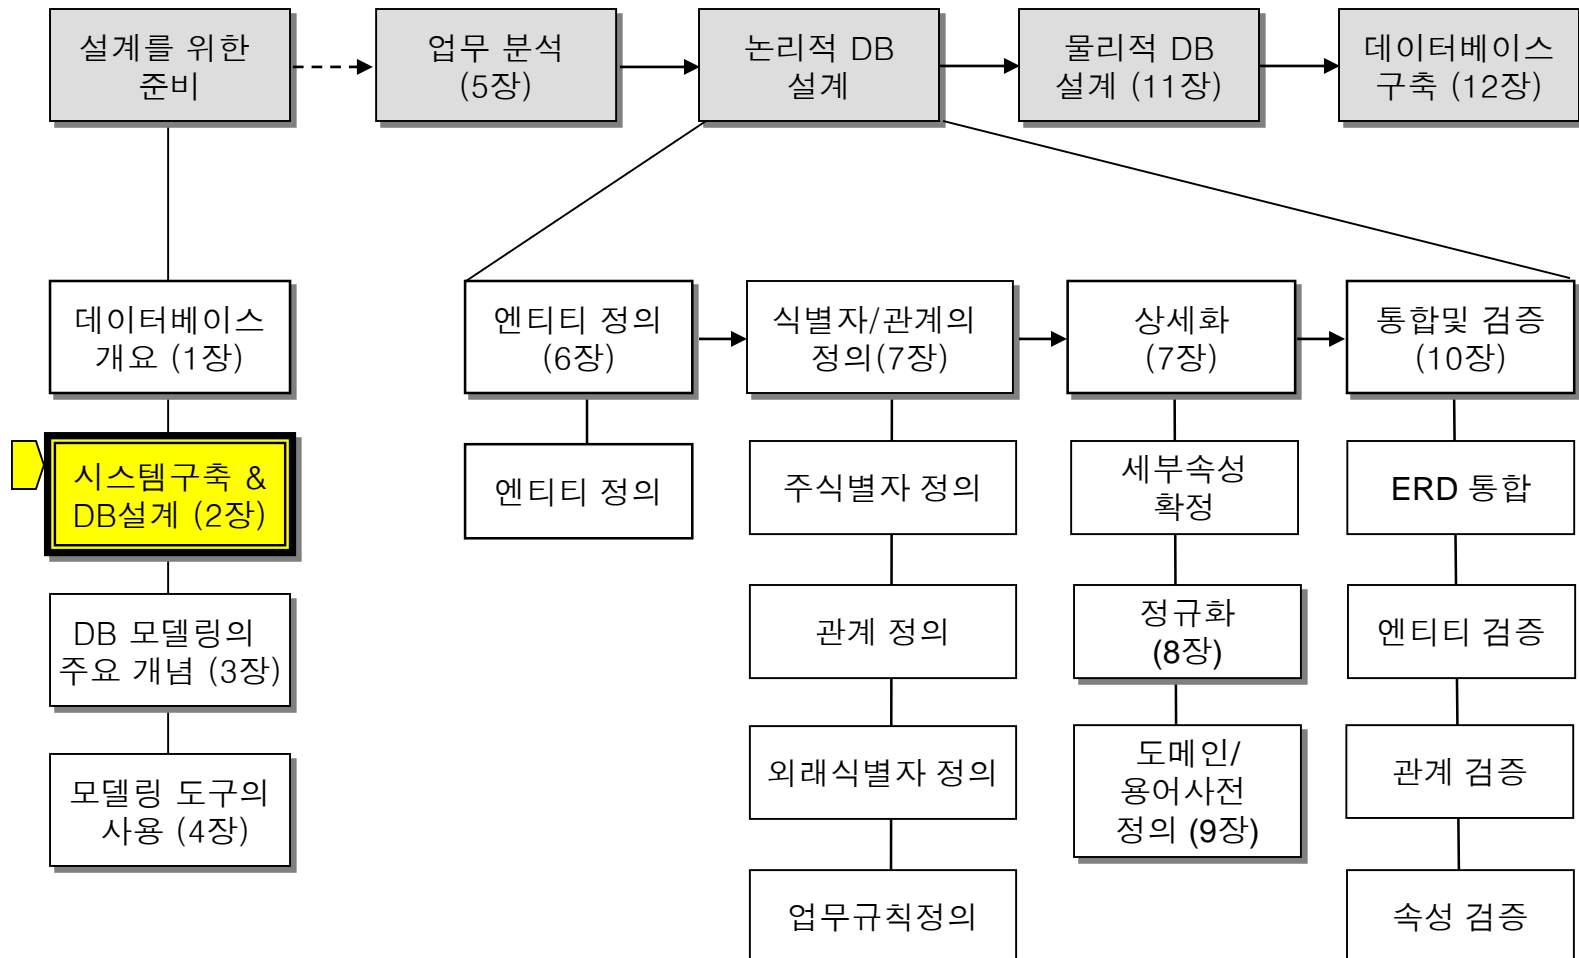 설계를 위한
준비
업무 분석
(5장)
논리적 DB
설계
물리적 DB
설계 (11장)
데이터베이스
구축 (12장)
데이터베이스
개요 (1장)
시스템구축 &
DB설계 (2장)
DB 모델링의
주요 개념 (3장)
모델링 도구의
사용 (4장)
엔티티 정의
(6장)
엔티티 정의
식별자/관계의
정의(7장)
주식별자 정의
관계 정의
외래식별자 정의
업무규칙정의
상세화
(7장)
세부속성
확정
정규화
(8장)
도메인/
용어사전
정의 (9장)
통합및 검증
(10장)
ERD 통합
엔티티 검증
관계 검증
속성 검증